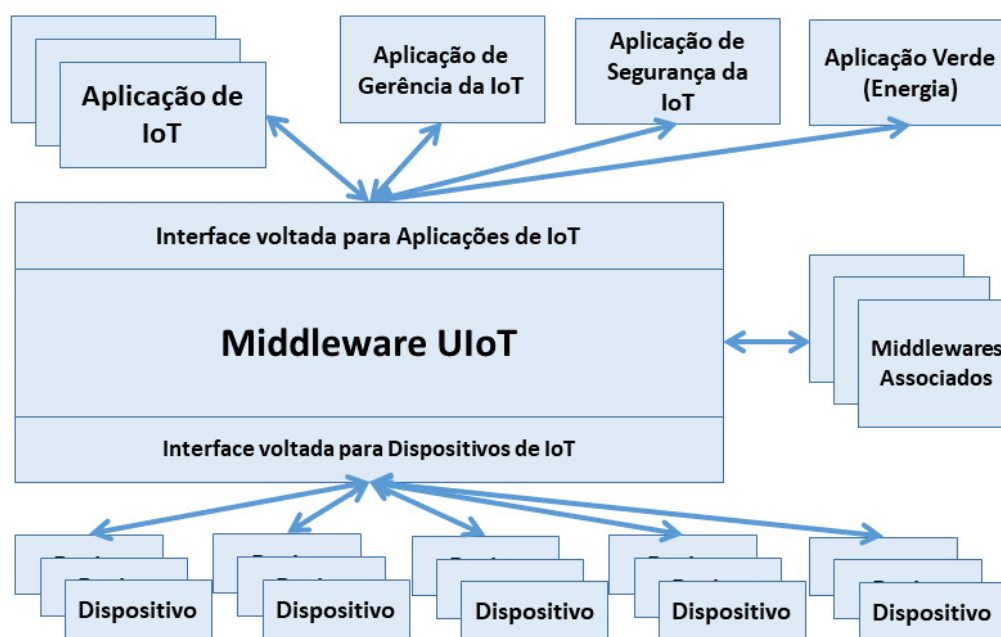 Aplicação de
IoT
Aplicação de
Gerência da IoT
Aplicação de
Segurança da
IoT
Aplicação Verde
(Energia)
Interface voltada para Aplicações de IoT
Middleware UIoT
Interface voltada para Dispositivos de IoT
Middlewares
Associados
Dispositivo
Dispositivo
Dispositivo
Dispositivo
Dispositivo